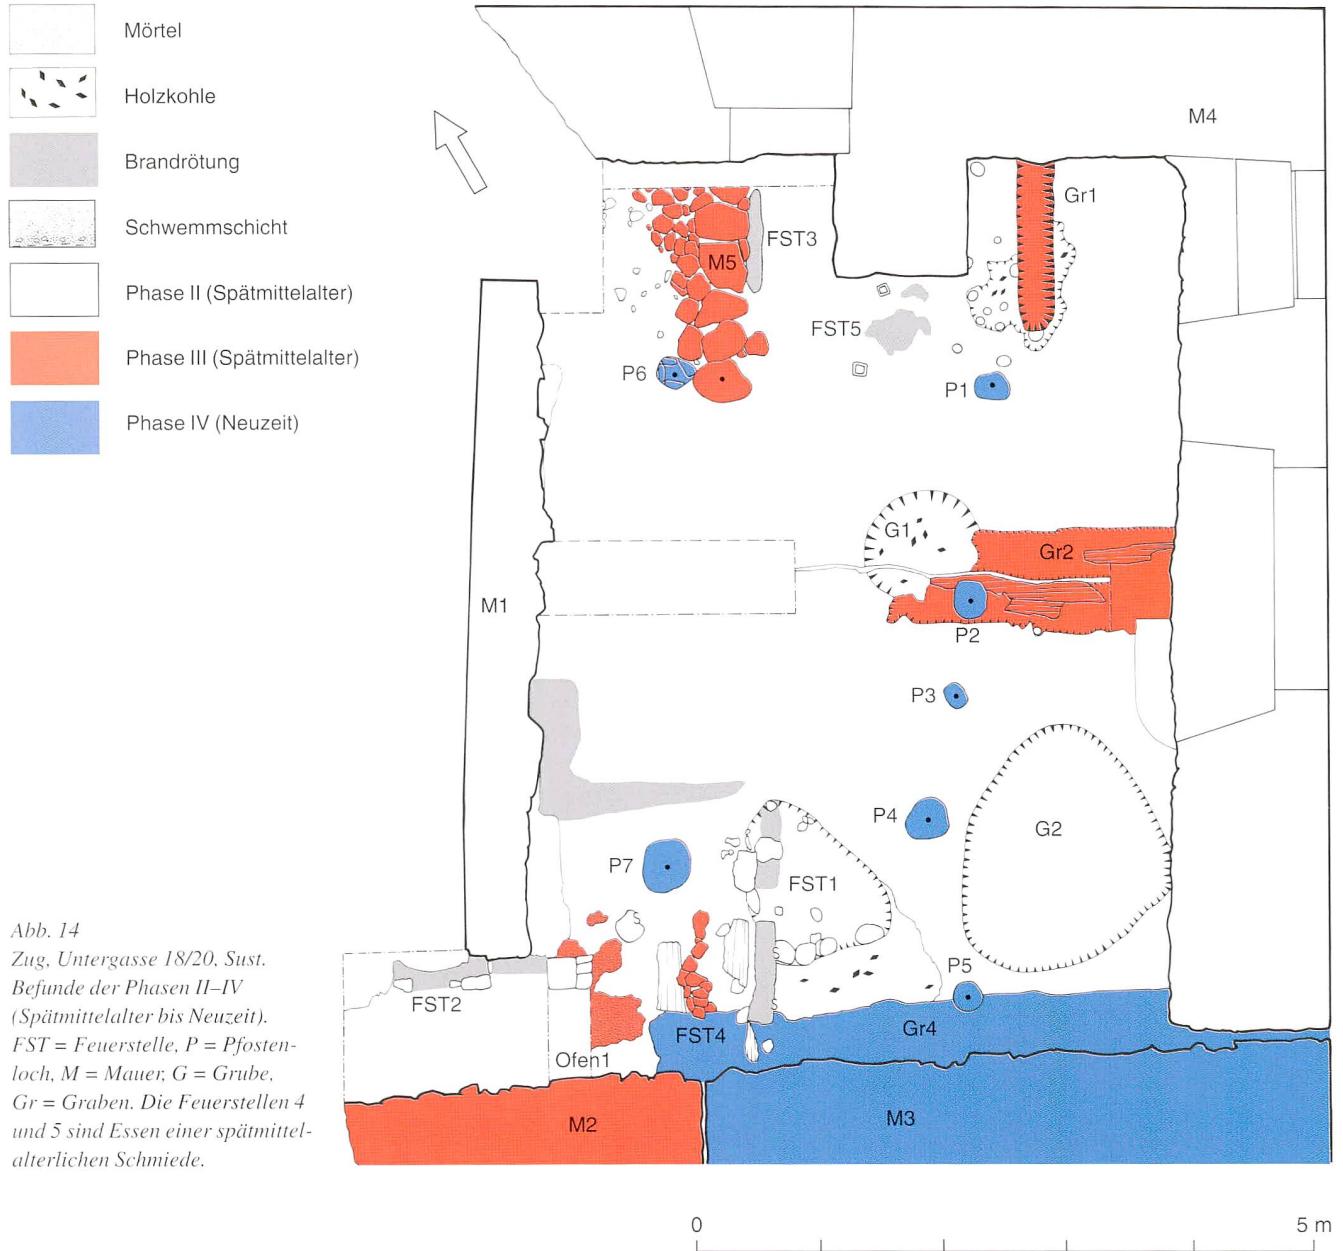 Mörtel
Holzkohle
Brandrötung
Schwemmschicht
Phase II (Spätmittelalter)
Phase III (Spätmittelalter)
Phase IV (Neuzeit)
M4
Gr1
FST3
M5
FST5
P6
P1
G1
Gr2
M1
P2
P3
P4
G2
P7
FST1
P5
FST2
FST4
Gr4
Ofen1
M2
M3
Abb. 14
Zug, Untergasse 18/20, Sust.
Befunde der Phasen II–IV
(Spätmittelalter bis Neuzeit).
FST = Feuerstelle, P = Pfosten-
loch, M = Mauer, G = Grube,
Gr = Graben. Die Feuerstellen 4
und 5 sind Essen einer spätmittel-
alterlichen Schmiede.
0 5 m